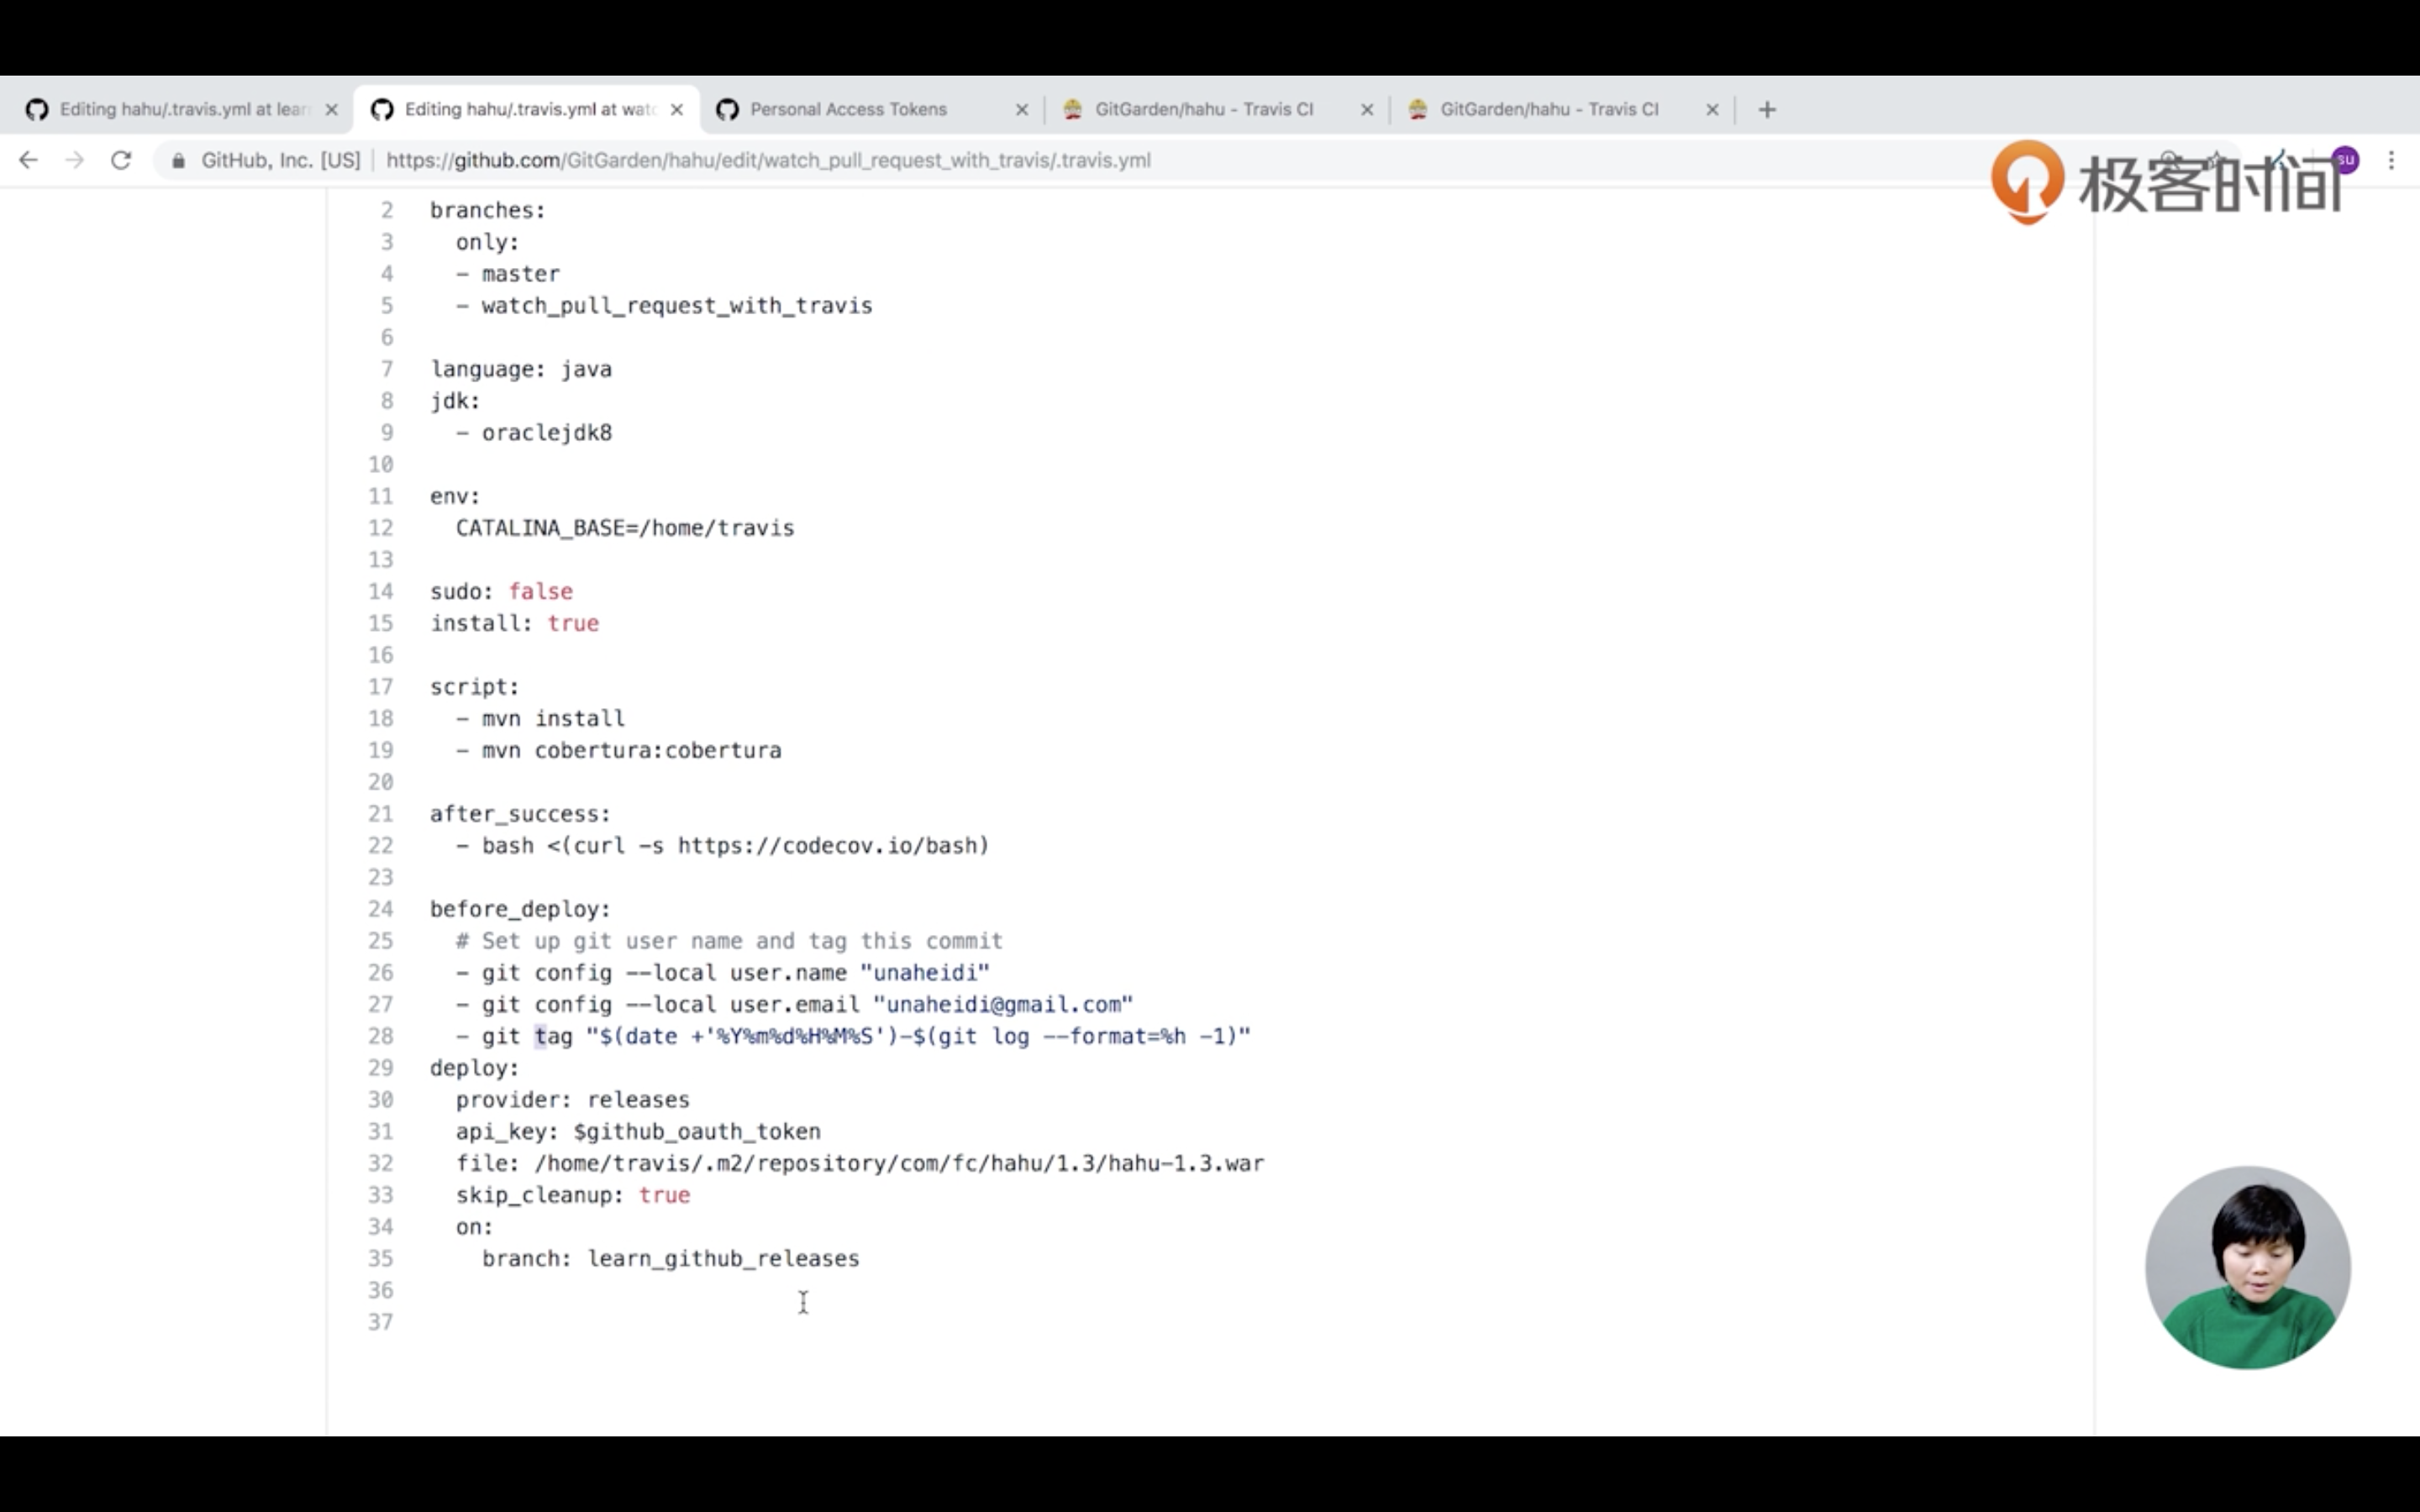 Editing hahu/.travis.yml at lear
Editing hahu/.travis.yml at watc
Personal Access Tokens
GitGarden/hahu - Travis CI
GitGarden/hahu - Travis CI
GitHub, Inc. [US]
https://github.com/GitGarden/hahu/edit/watch_pull_request_with_travis/.travis.yml
su
极客时间
2 branches:
3 only:
4 - master
5 - watch_pull_request_with_travis
6
7 language: java
8 jdk:
9 - oraclejdk8
10
11 env:
12 CATALINA_BASE=/home/travis
13
14 sudo: false
15 install: true
16
17 script:
18 - mvn install
19 - mvn cobertura:cobertura
20
21 after_success:
22 - bash <(curl -s https://codecov.io/bash)
23
24 before_deploy:
25 # Set up git user name and tag this commit
26 - git config --local user.name "unaheidi"
27 - git config --local user.email "unaheidi@gmail.com"
28 - git tag "$(date +'%Y%m%d%H%M%S')-$(git log --format=%h -1)"
29 deploy:
30 provider: releases
31 api_key: $github_oauth_token
32 file: /home/travis/.m2/repository/com/fc/hahu/1.3/hahu-1.3.war
33 skip_cleanup: true
34 on:
35 branch: learn_github_releases
36
37